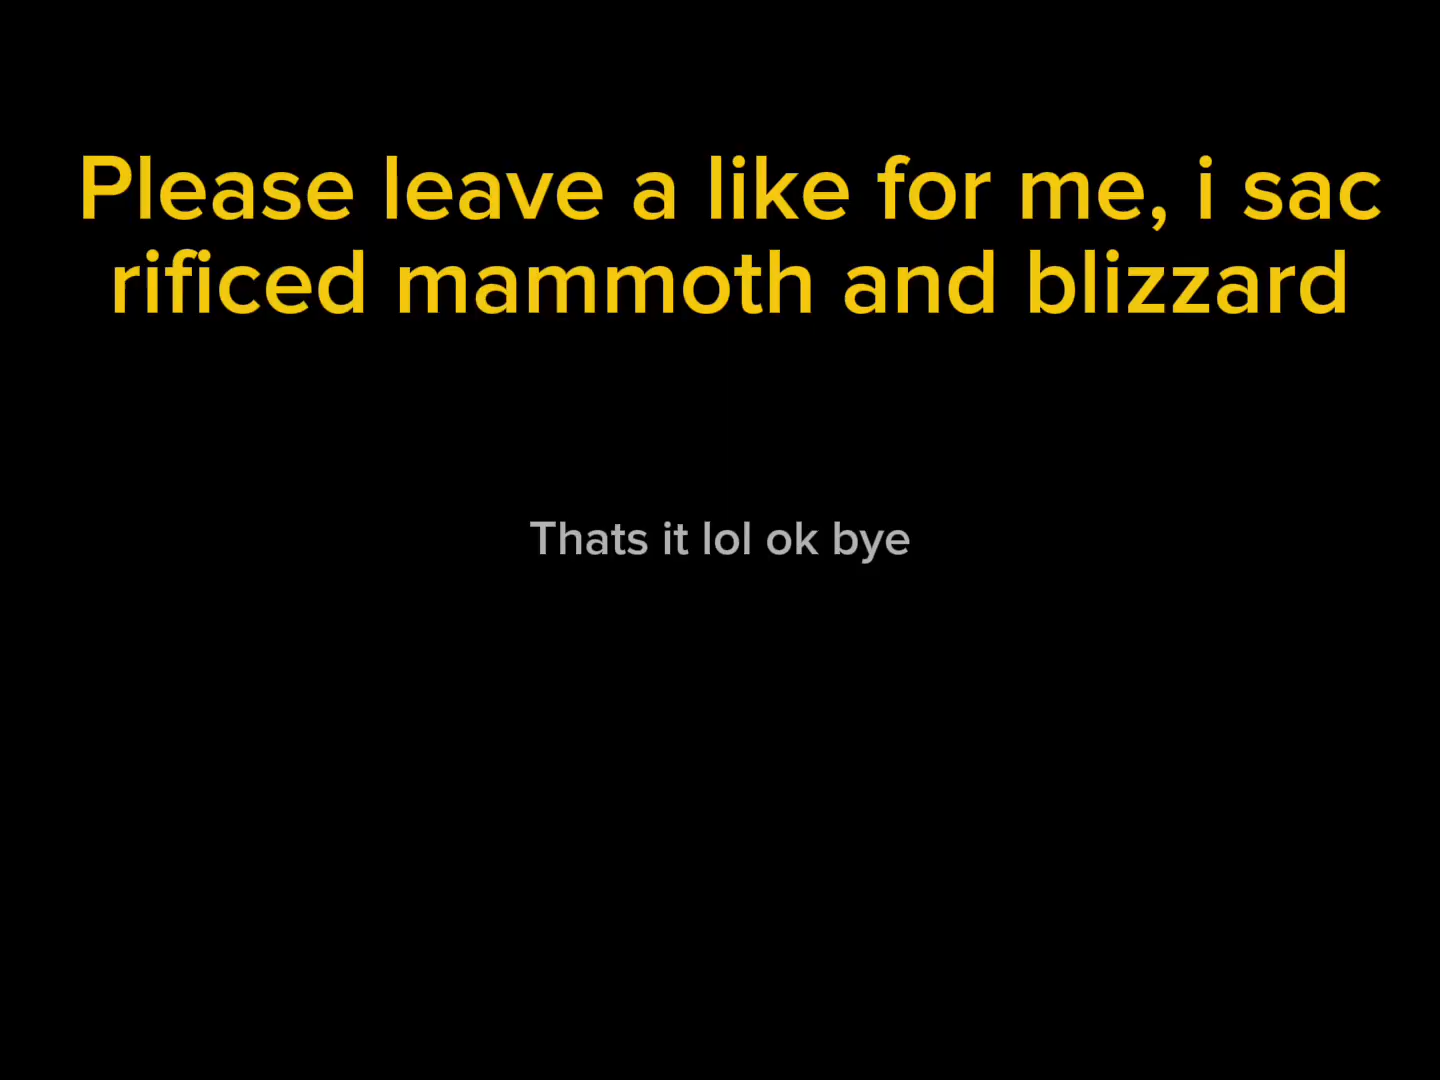 Please leave a like for me, i sac
rificed mammoth and blizzard
Thats it lol ok bye